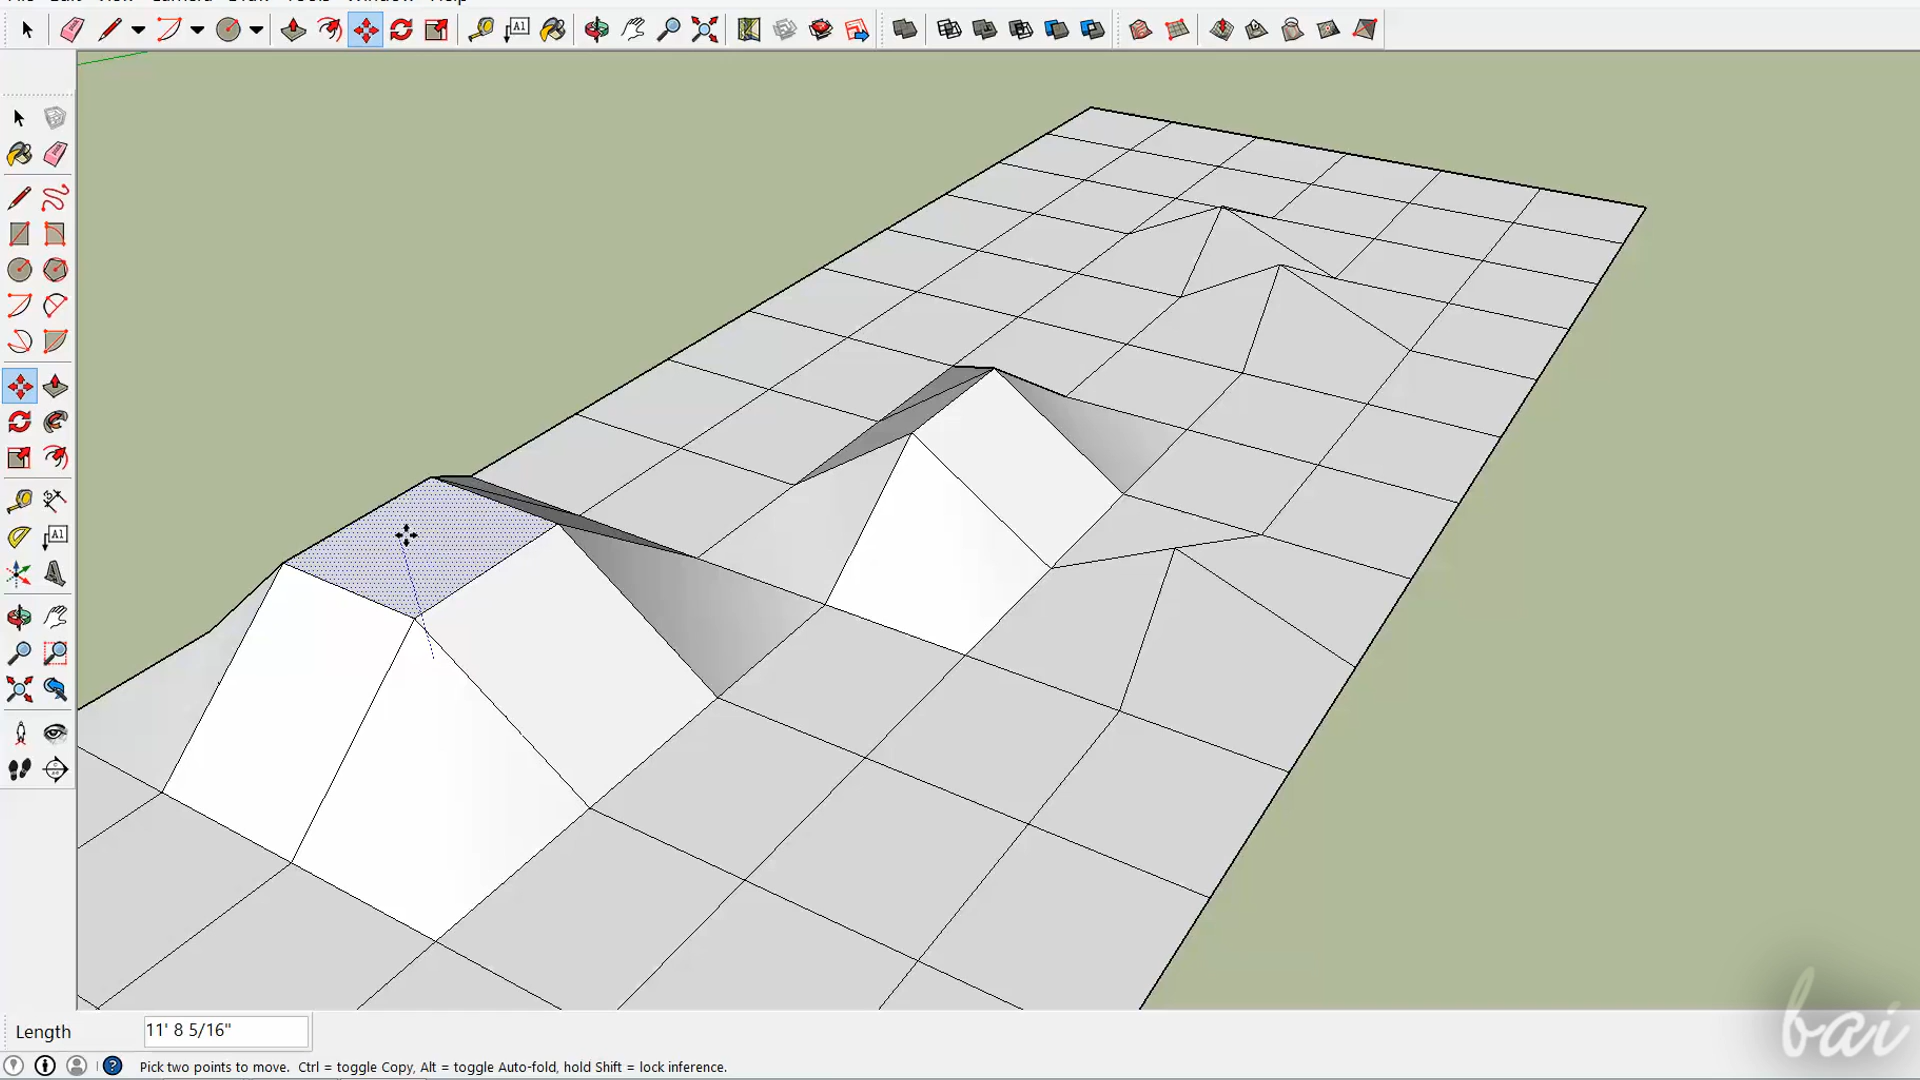 Length
11' 8 5/16"
Pick two points to move. Ctrl = toggle Copy, Alt = toggle Auto-fold, hold Shift = lock inference.
bai